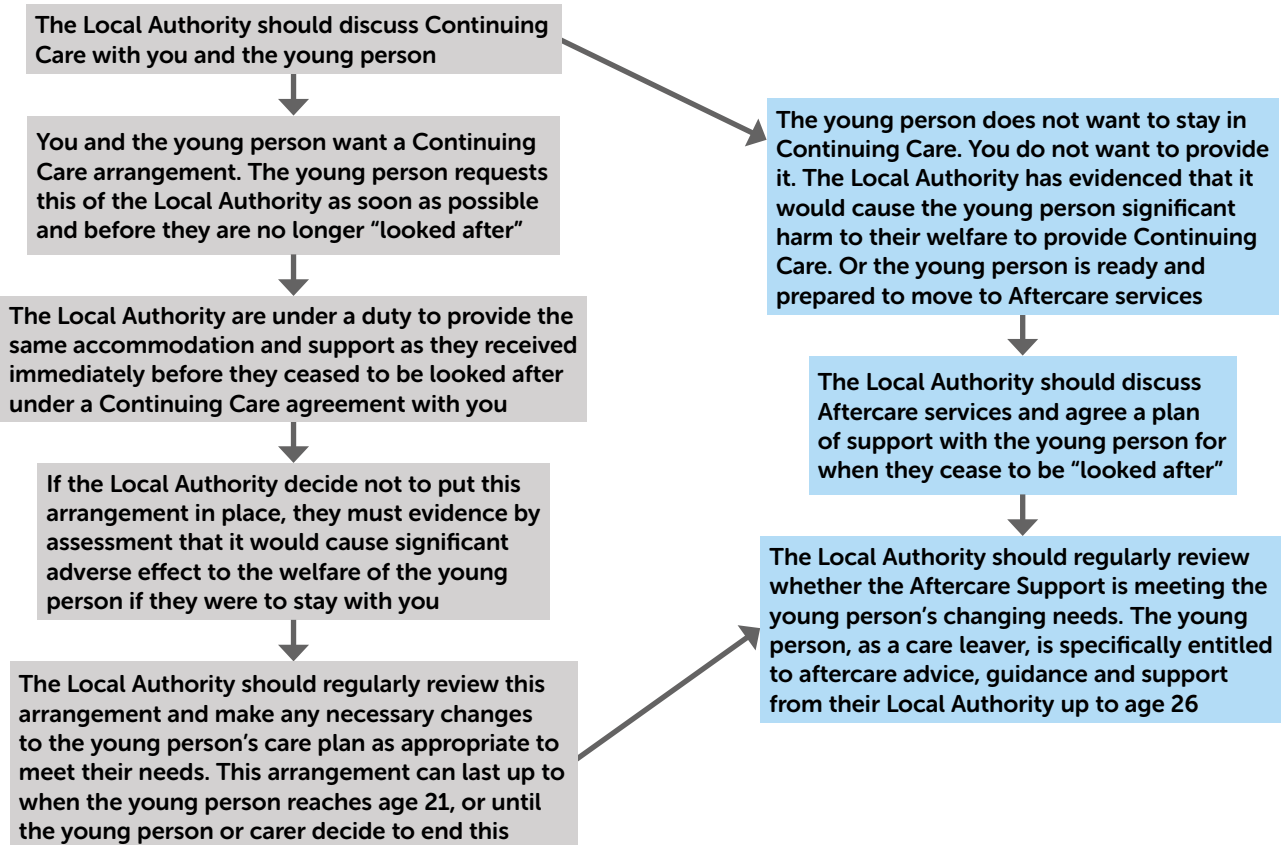 The Local Authority should discuss Continuing
Care with you and the young person
You and the young person want a Continuing
Care arrangement. The young person requests
this of the Local Authority as soon as possible
and before they are no longer “looked after”
The Local Authority are under a duty to provide the
same accommodation and support as they received
immediately before they ceased to be looked after
under a Continuing Care agreement with you
If the Local Authority decide not to put this
arrangement in place, they must evidence by
assessment that it would cause significant
adverse effect to the welfare of the young
person if they were to stay with you
The Local Authority should regularly review this
arrangement and make any necessary changes
to the young person’s care plan as appropriate to
meet their needs. This arrangement can last up to
when the young person reaches age 21, or until
the young person or carer decide to end this
The young person does not want to stay in
Continuing Care. You do not want to provide
it. The Local Authority has evidenced that it
would cause the young person significant
harm to their welfare to provide Continuing
Care. Or the young person is ready and
prepared to move to Aftercare services
The Local Authority should discuss
Aftercare services and agree a plan
of support with the young person for
when they cease to be “looked after”
The Local Authority should regularly review
whether the Aftercare Support is meeting the
young person’s changing needs. The young
person, as a care leaver, is specifically entitled
to aftercare advice, guidance and support
from their Local Authority up to age 26